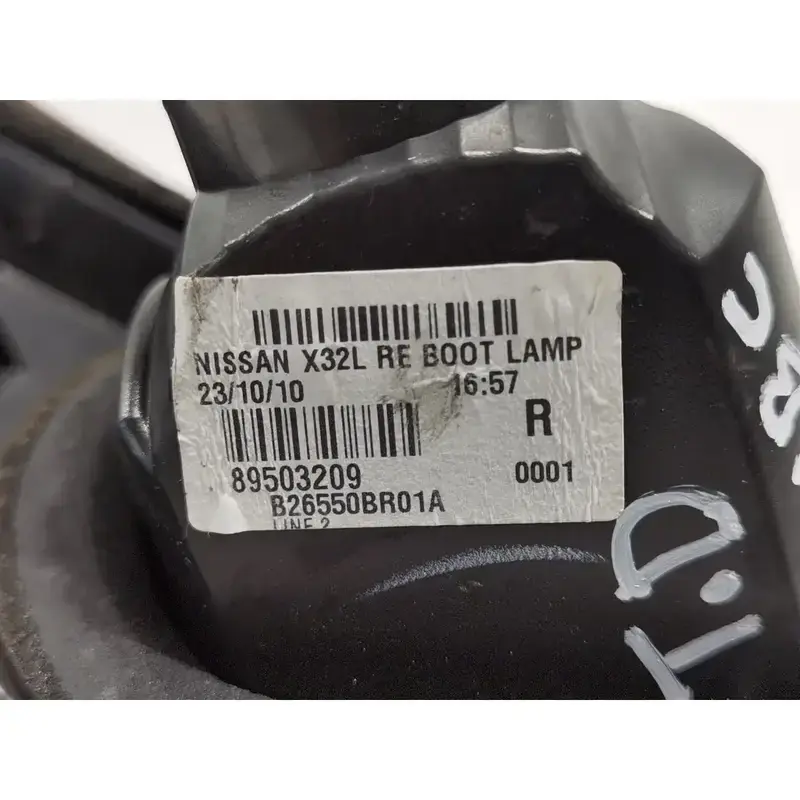 NISSAN X32L RE BOOT LAMP
23/10/10 16:57
R
89503209 0001
B26550BR01A
LINE 2
T.D